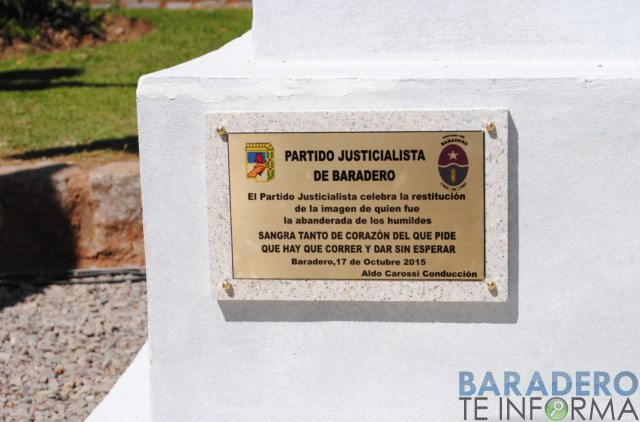 PARTIDO JUSTICIALISTA
DE BARADERO
BARADERO
El Partido Justicialista celebra la restitución
de la imagen de quien fue
la abanderada de los humildes
SANGRA TANTO DE CORAZÓN DEL QUE PIDE
QUE HAY QUE CORRER Y DAR SIN ESPERAR
Baradero,17 de Octubre 2015
Aldo Carossi Conducción
BARADERO
TE INFORMA